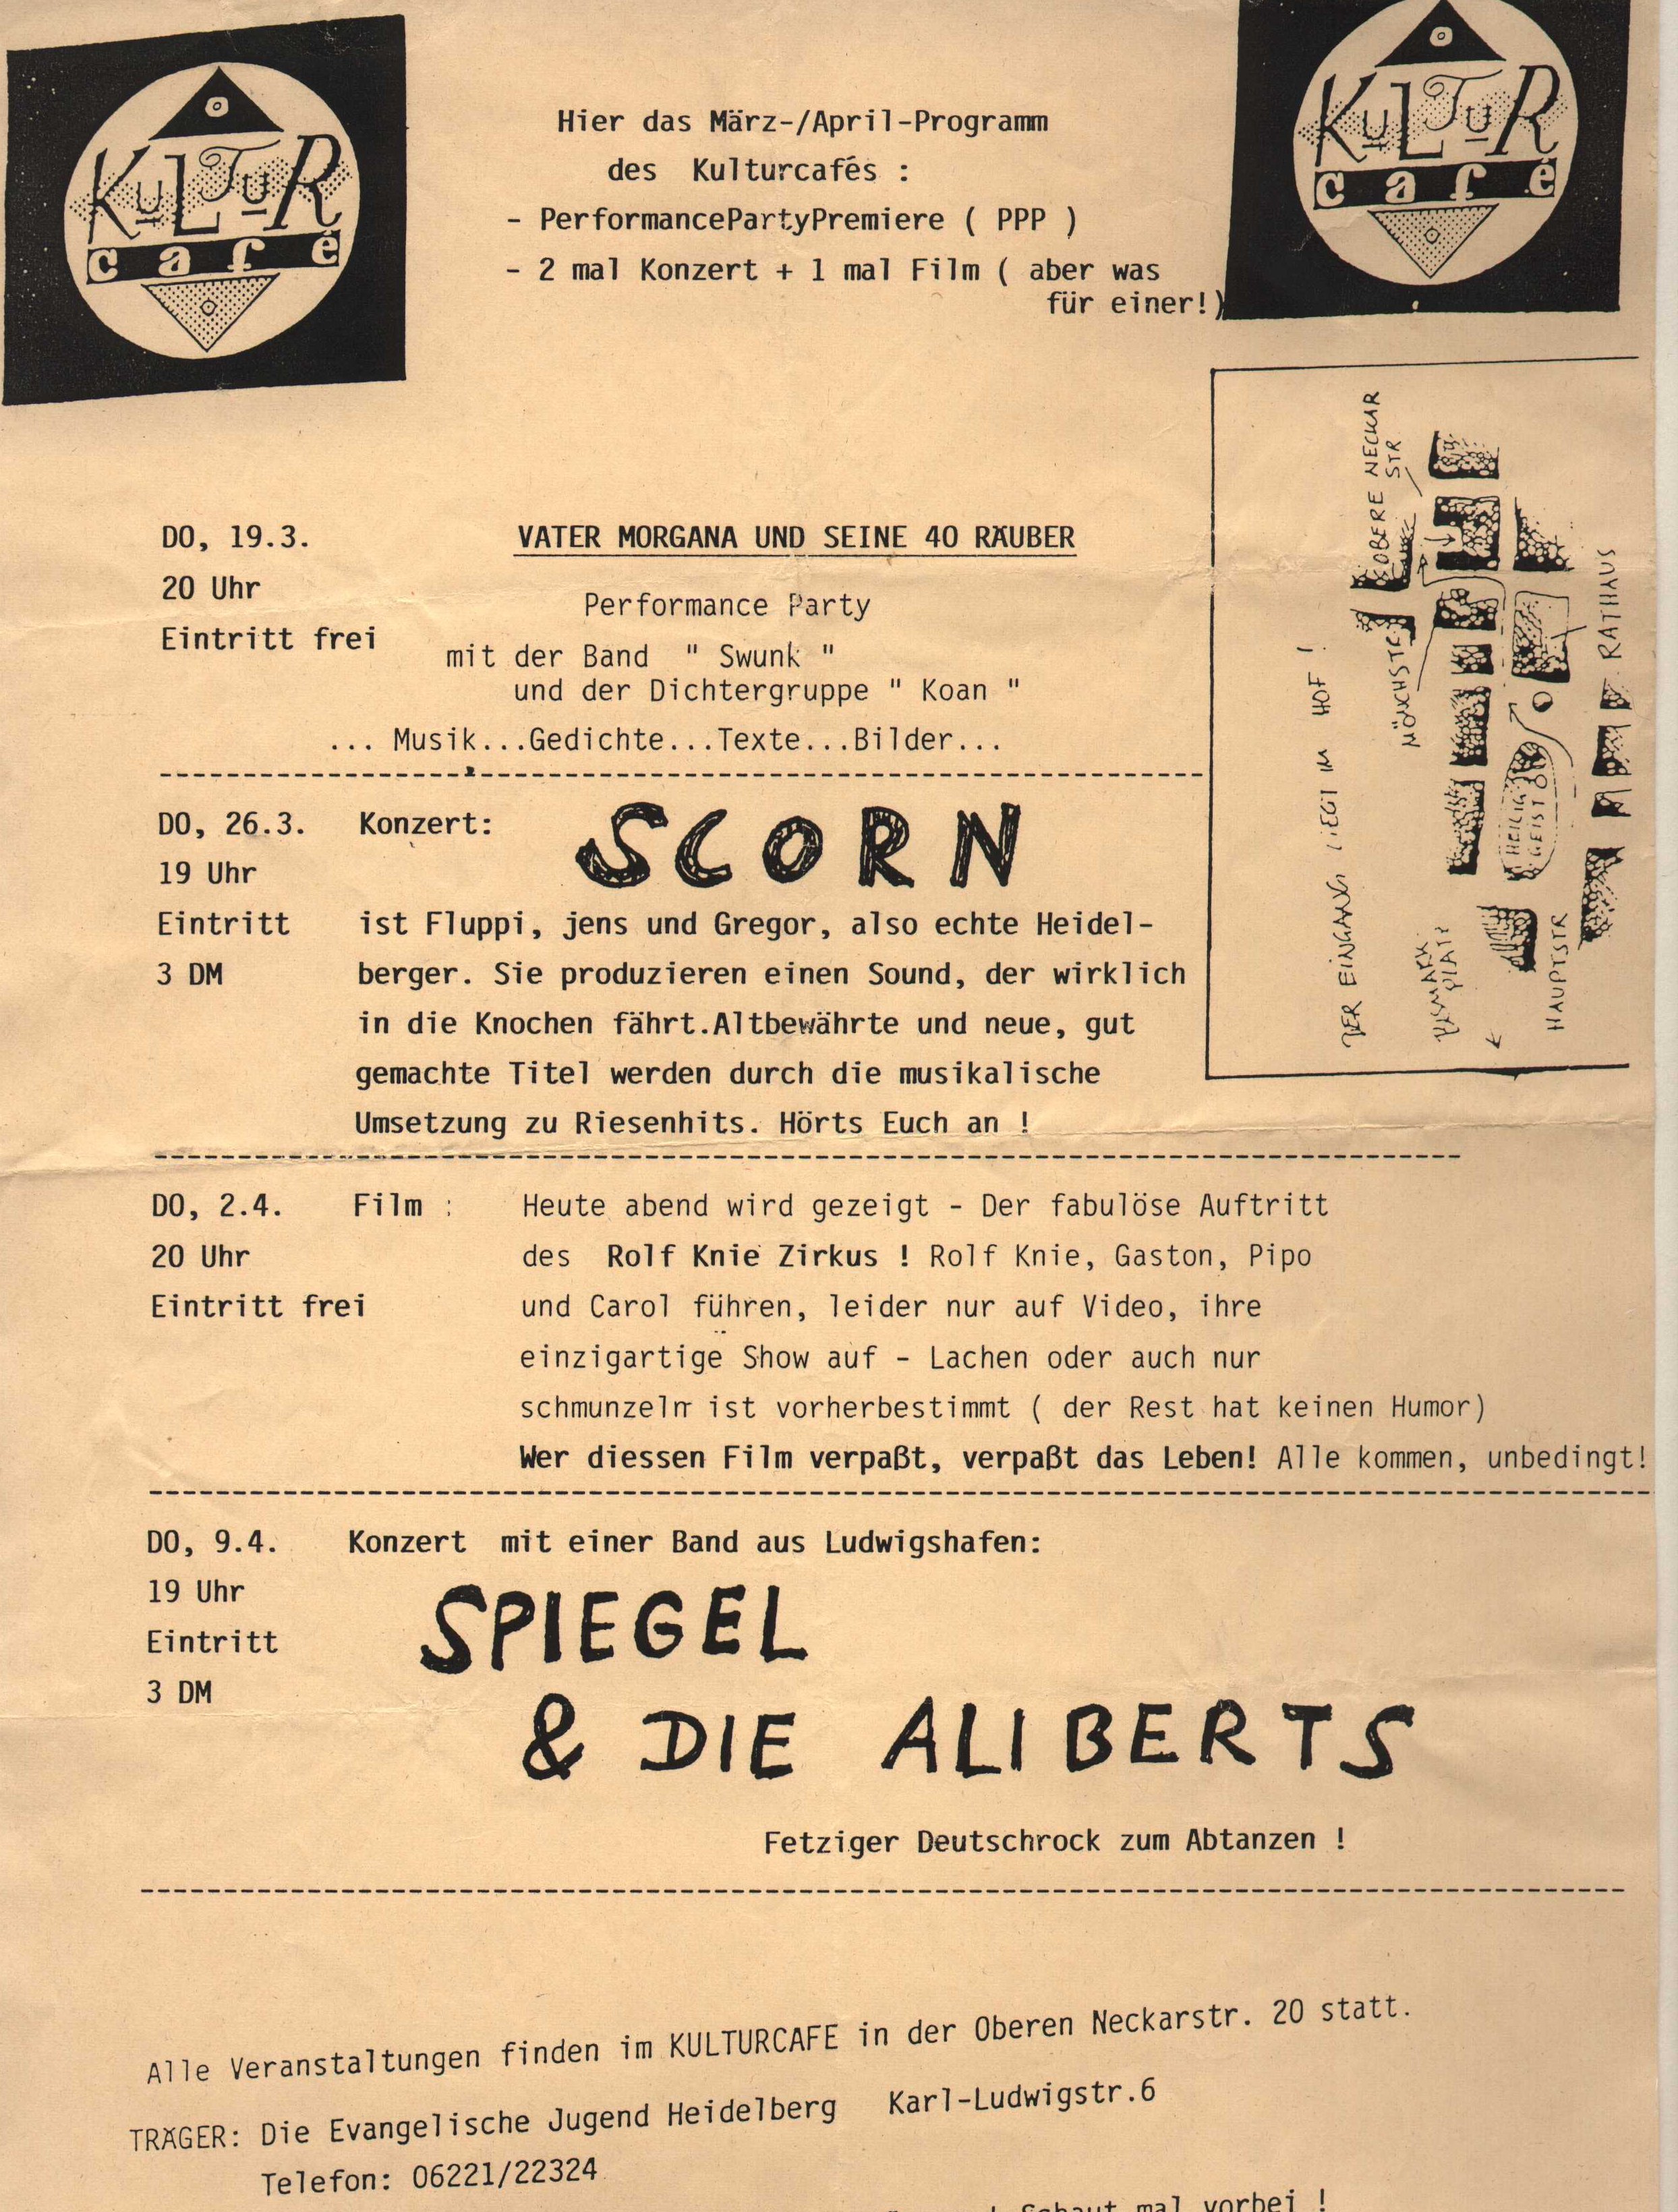 KULTUR
café
KULTUR
café
Hier das März-/April-Programm
des Kulturcafés :
- PerformancePartyPremiere ( PPP )
- 2 mal Konzert + 1 mal Film ( aber was
für einer!)
DO, 19.3.
20 Uhr
Eintritt frei
VATER MORGANA UND SEINE 40 RÄUBER
Performance Party
mit der Band " Swunk "
und der Dichtergruppe " Koan "
... Musik...Gedichte...Texte...Bilder...
OBERE NECKAR
STR
MÖNCHSTG
RATHAUS
HEILIG
GEIST
HAUPTSTR
DER EINGANG LIEGT IM HOF !
DO, 26.3. Konzert: SCORN
19 Uhr
Eintritt
3 DM
ist Fluppi, jens und Gregor, also echte Heidel-
berger. Sie produzieren einen Sound, der wirklich
in die Knochen fährt.Altbewährte und neue, gut
gemachte Titel werden durch die musikalische
Umsetzung zu Riesenhits. Hörts Euch an !
DO, 2.4. Film :
20 Uhr
Eintritt frei
Heute abend wird gezeigt - Der fabulöse Auftritt
des Rolf Knie Zirkus ! Rolf Knie, Gaston, Pipo
und Carol führen, leider nur auf Video, ihre
einzigartige Show auf - Lachen oder auch nur
schmunzeln ist vorherbestimmt ( der Rest hat keinen Humor)
Wer diessen Film verpaßt, verpaßt das Leben! Alle kommen, unbedingt!
DO, 9.4. Konzert mit einer Band aus Ludwigshafen:
19 Uhr
Eintritt
3 DM
SPIEGEL
& DIE ALIBERTS
Fetziger Deutschrock zum Abtanzen !
Alle Veranstaltungen finden im KULTURCAFE in der Oberen Neckarstr. 20 statt.
TRÄGER: Die Evangelische Jugend Heidelberg Karl-Ludwigstr.6
Telefon: 06221/22324
Schaut mal vorbei !